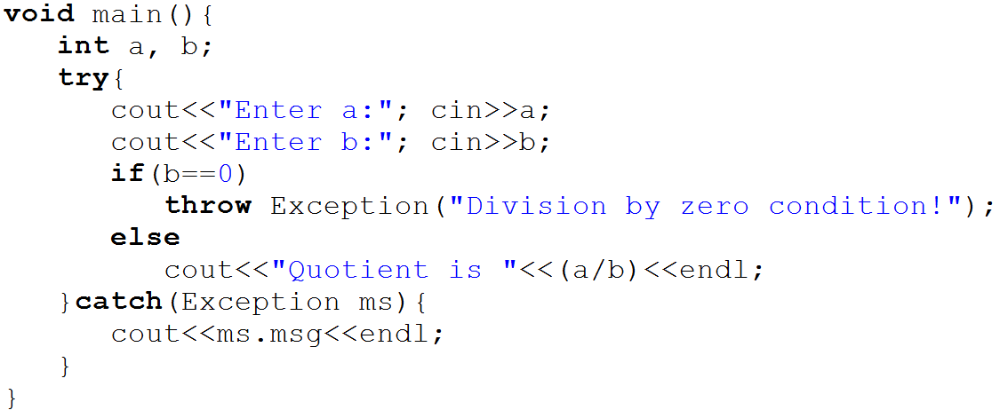 void main(){
int a, b;
try{
cout<<"Enter a:"; cin>>a;
cout<<"Enter b:"; cin>>b;
if(b==0)
throw Exception("Division by zero condition!");
else
cout<<"Quotient is "<<(a/b)<<endl;
}catch(Exception ms){
cout<<ms.msg<<endl;
}
}